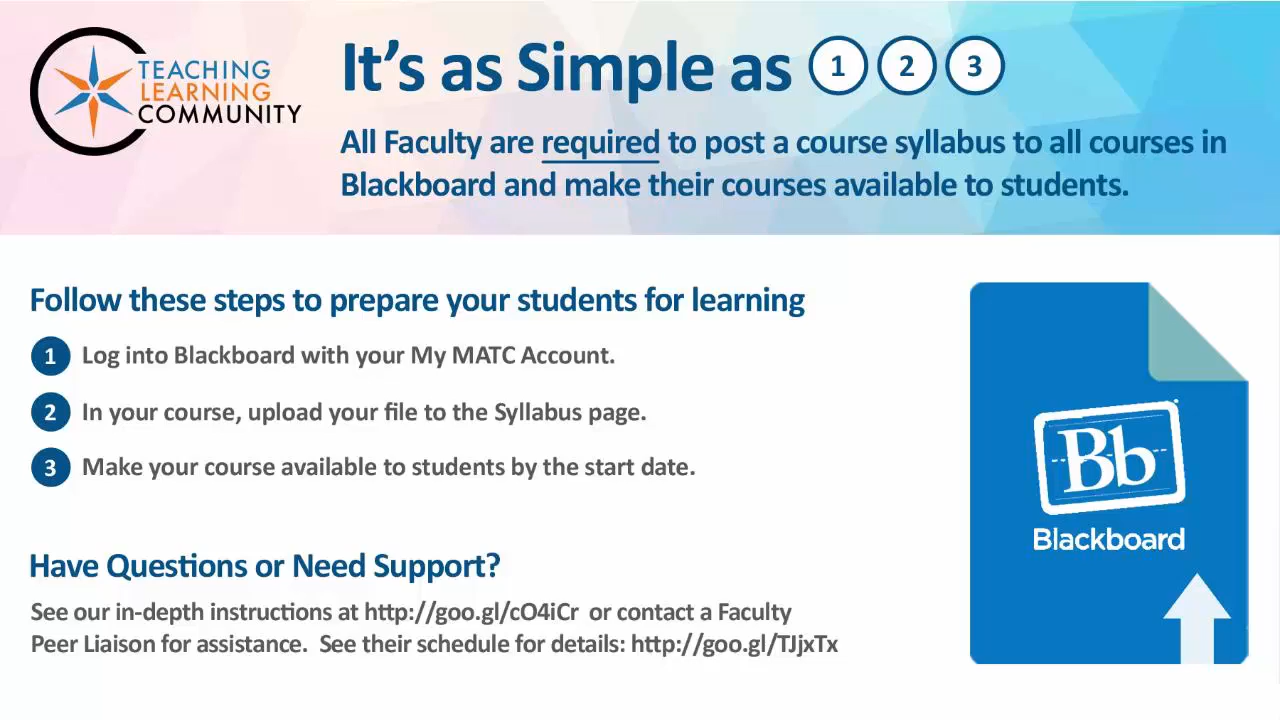 TEACHING
LEARNING
COMMUNITY
It's as Simple as 1 2 3
All Faculty are required to post a course syllabus to all courses in
Blackboard and make their courses available to students.
Follow these steps to prepare your students for learning
1 Log into Blackboard with your My MATC Account.
2 In your course, upload your file to the Syllabus page.
3 Make your course available to students by the start date.
Bb
Blackboard
Have Questions or Need Support?
See our in-depth instructions at http://goo.gl/cO4iCr or contact a Faculty
Peer Liaison for assistance. See their schedule for details: http://goo.gl/TJjxTx